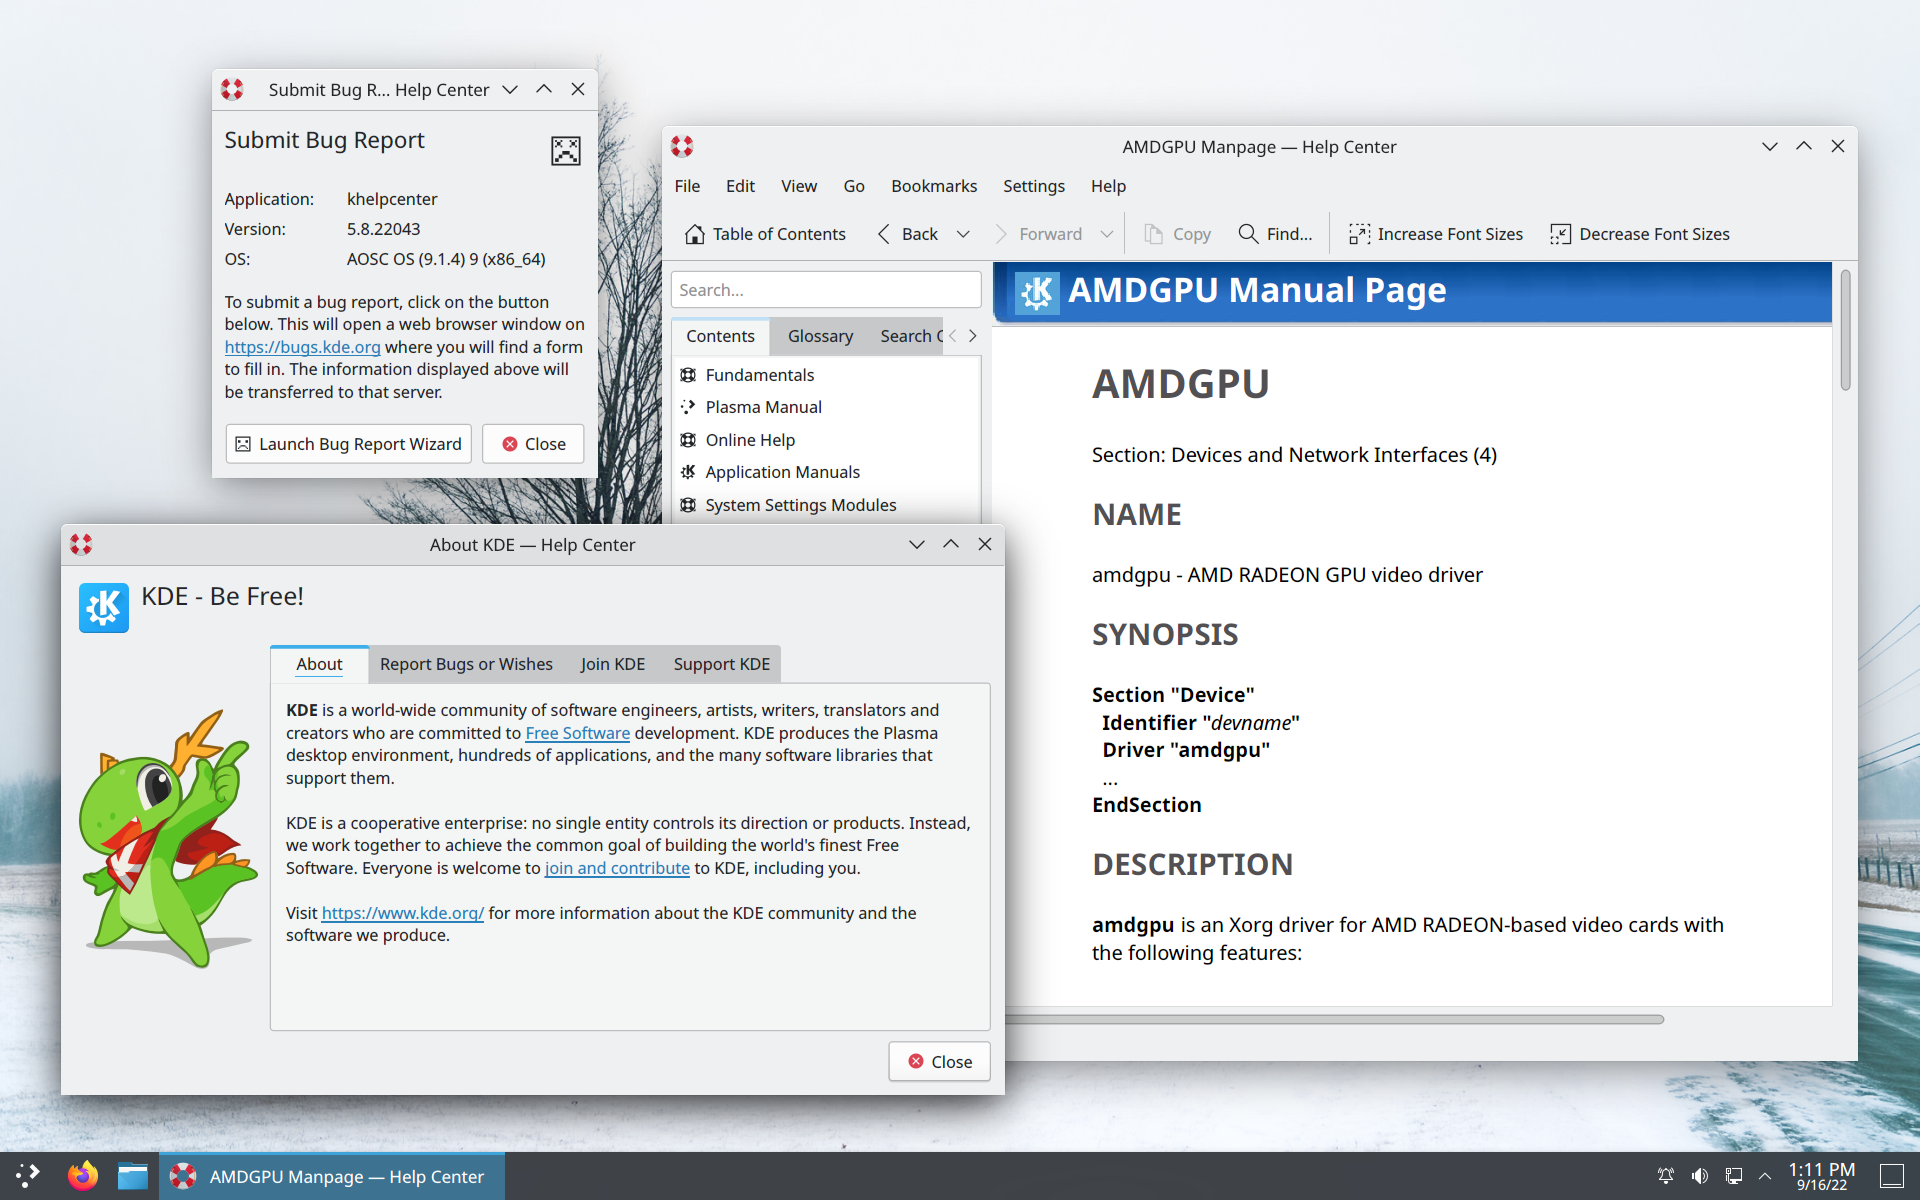 Submit Bug R... Help Center
Submit Bug Report
Application: khelpcenter
Version: 5.8.22043
OS: AOSC OS (9.1.4) 9 (x86_64)
To submit a bug report, click on the button
below. This will open a web browser window on
https://bugs.kde.org where you will find a form
to fill in. The information displayed above will
be transferred to that server.
Launch Bug Report Wizard
Close
AMDGPU Manpage — Help Center
File Edit View Go Bookmarks Settings Help
Table of Contents Back Forward Copy Find... Increase Font Sizes Decrease Font Sizes
Search...
Contents Glossary Search
Fundamentals
Plasma Manual
Online Help
Application Manuals
System Settings Modules
AMDGPU Manual Page
AMDGPU
Section: Devices and Network Interfaces (4)
NAME
amdgpu - AMD RADEON GPU video driver
SYNOPSIS
Section "Device"
Identifier "devname"
Driver "amdgpu"
...
EndSection
DESCRIPTION
amdgpu is an Xorg driver for AMD RADEON-based video cards with
the following features:
About KDE — Help Center
KDE - Be Free!
About Report Bugs or Wishes Join KDE Support KDE
KDE is a world-wide community of software engineers, artists, writers, translators and
creators who are committed to Free Software development. KDE produces the Plasma
desktop environment, hundreds of applications, and the many software libraries that
support them.
KDE is a cooperative enterprise: no single entity controls its direction or products. Instead,
we work together to achieve the common goal of building the world's finest Free
Software. Everyone is welcome to join and contribute to KDE, including you.
Visit https://www.kde.org/ for more information about the KDE community and the
software we produce.
Close
AMDGPU Manpage — Help Center
1:11 PM
9/16/22